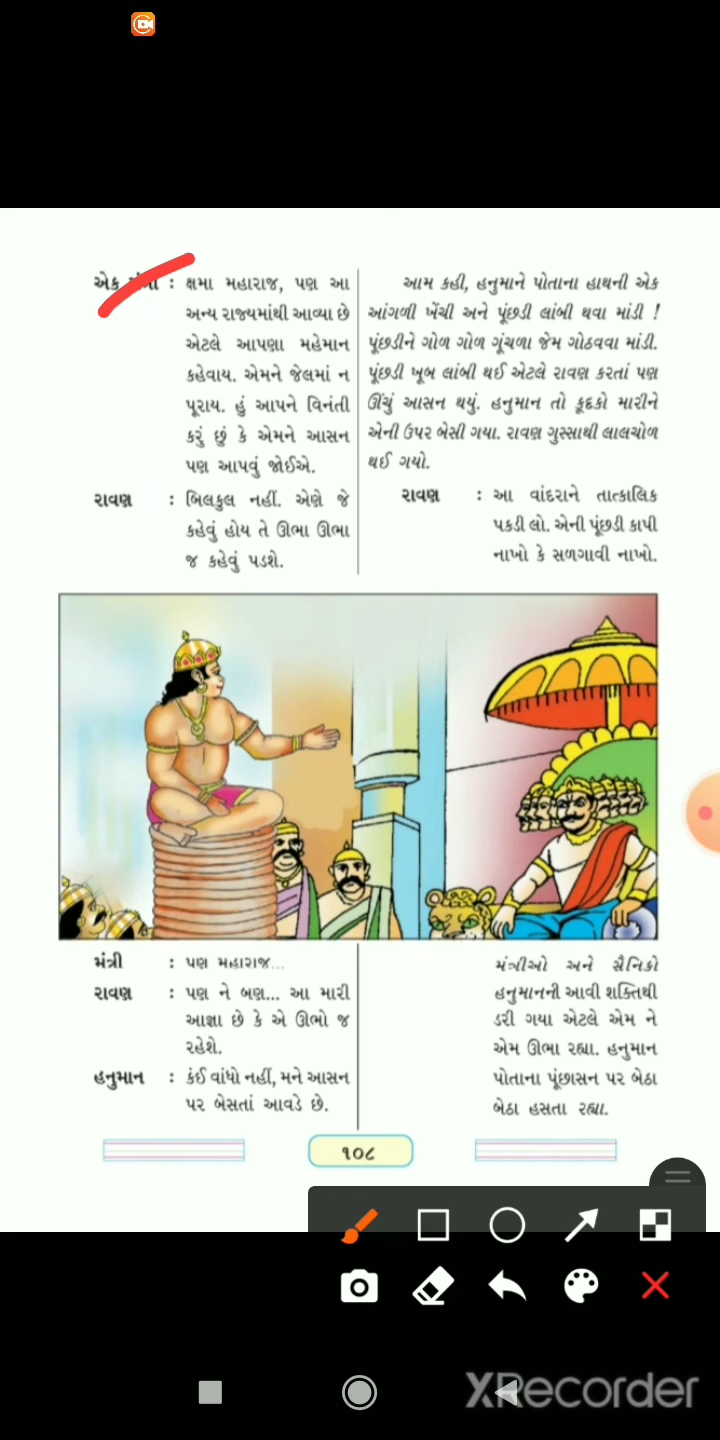 એક : ક્ષમા મહારાજ, પણ આ
અન્ય રાજ્યમાંથી આવ્યા છે
એટલે આપણા મહેમાન
કહેવાય. એમને જેલમાં ન
પૂરાય. હું આપને વિનંતી
કરું છું કે એમને આસન
પણ આપવું જોઈએ.
રાવણ : બિલકુલ નહીં. એણે જે
કહેવું હોય તે ઊભા ઊભા
જ કહેવું પડશે.
આમ કહી, હનુમાને પોતાના હાથની એક
આંગળી ખેંચી અને પૂંછડી લાંબી થવા માંડી !
પૂંછડીને ગોળ ગોળ ગૂંચળા જેમ ગોઠવવા માંડી.
પૂંછડી ખૂબ લાંબી થઈ એટલે રાવણ કરતાં પણ
ઊંચું આસન થયું. હનુમાન તો કૂદકો મારીને
એની ઉપર બેસી ગયા. રાવણ ગુસ્સાથી લાલચોળ
થઈ ગયો.
રાવણ : આ વાંદરાને તાત્કાલિક
પકડી લો. એની પૂંછડી કાપી
નાખો કે સળગાવી નાખો.
મંત્રી : પણ મહારાજ...
રાવણ : પણ ને બણ... આ મારી
આજ્ઞા છે કે એ ઊભો જ
રહેશે.
હનુમાન : કંઈ વાંધો નહીં, મને આસન
પર બેસતાં આવડે છે.
મંત્રીઓ અને સૈનિકો
હનુમાનની આવી શક્તિથી
ડરી ગયા એટલે એમ ને
એમ ઊભા રહ્યા. હનુમાન
પોતાના પૂંછાસન પર બેઠા
બેઠા હસતા રહ્યા.
૧૦૮
XRecorder